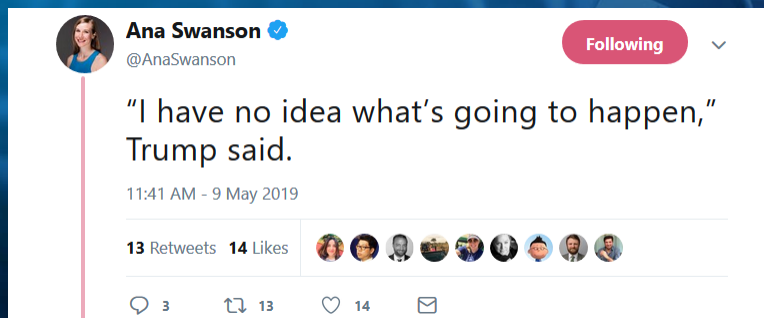 Ana Swanson
@AnaSwanson
Following
“I have no idea what’s going to happen,”
Trump said.
11:41 AM - 9 May 2019
13 Retweets 14 Likes
3 13 14